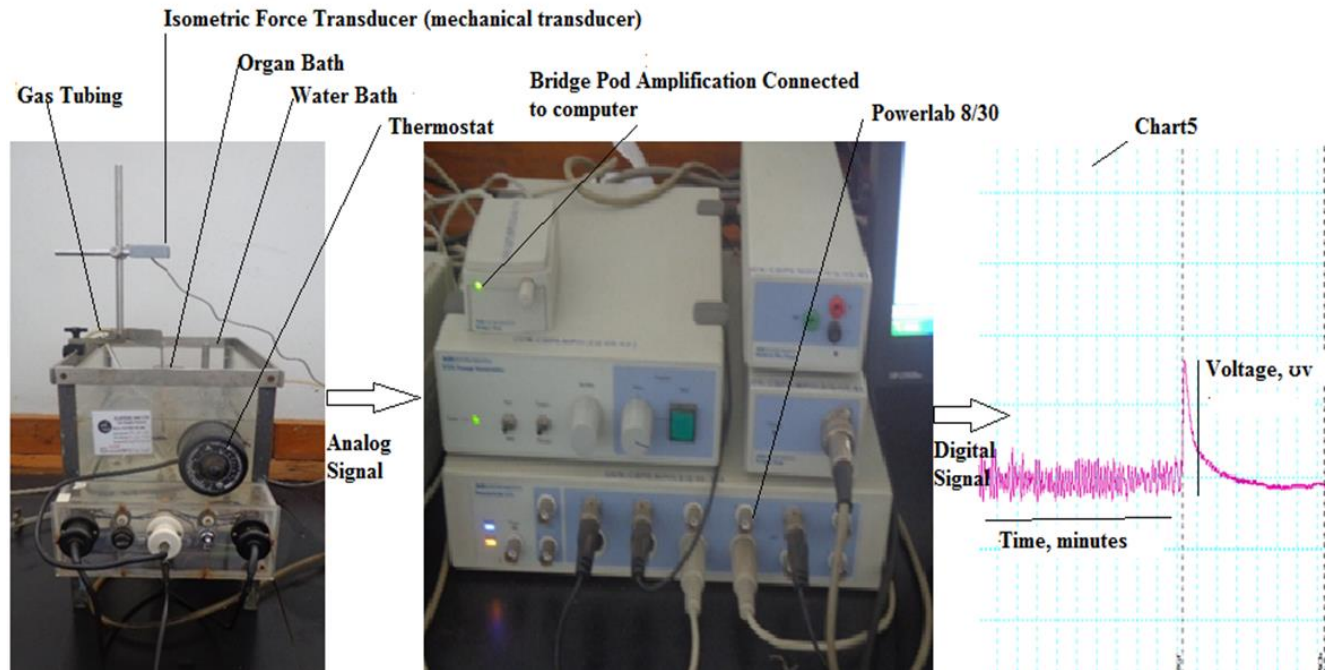 Isometric Force Transducer (mechanical transducer)
Organ Bath
Gas Tubing
Water Bath
Thermostat
Bridge Pod Amplification Connected
to computer
Powerlab 8/30
Chart5
Analog
Signal
Digital
Signal
Voltage, ʊv
Time, minutes